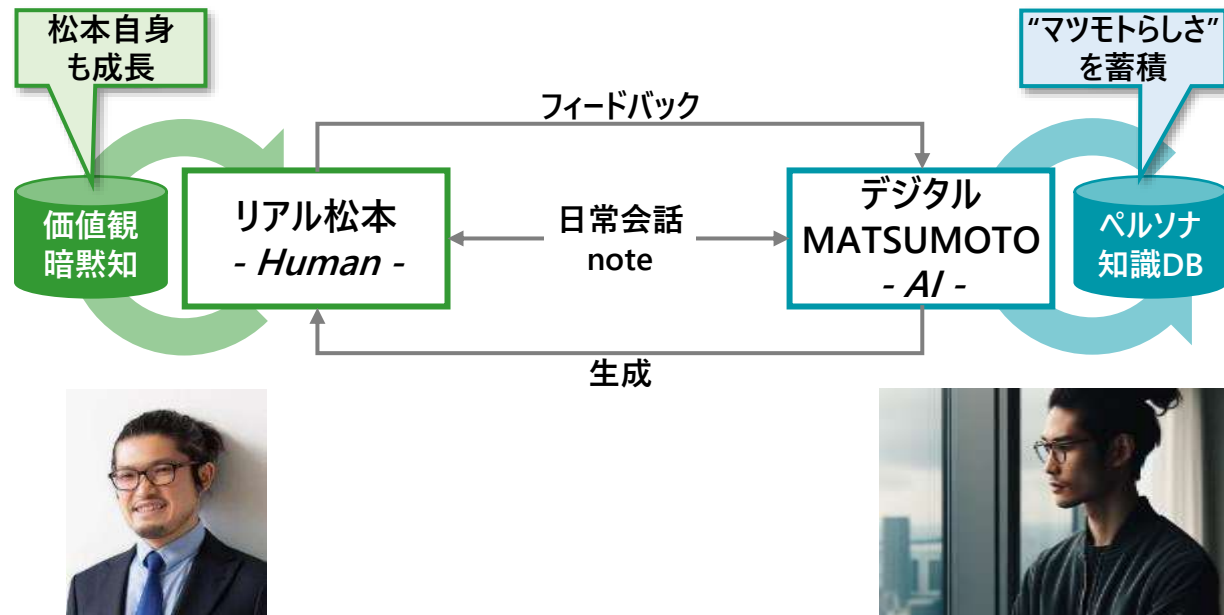 松本自身
も成長
“マツモトらしさ”
を蓄積
フィードバック
価値観
暗黙知
リアル松本
- Human -
日常会話
note
デジタル
MATSUMOTO
- AI -
ペルソナ
知識DB
生成